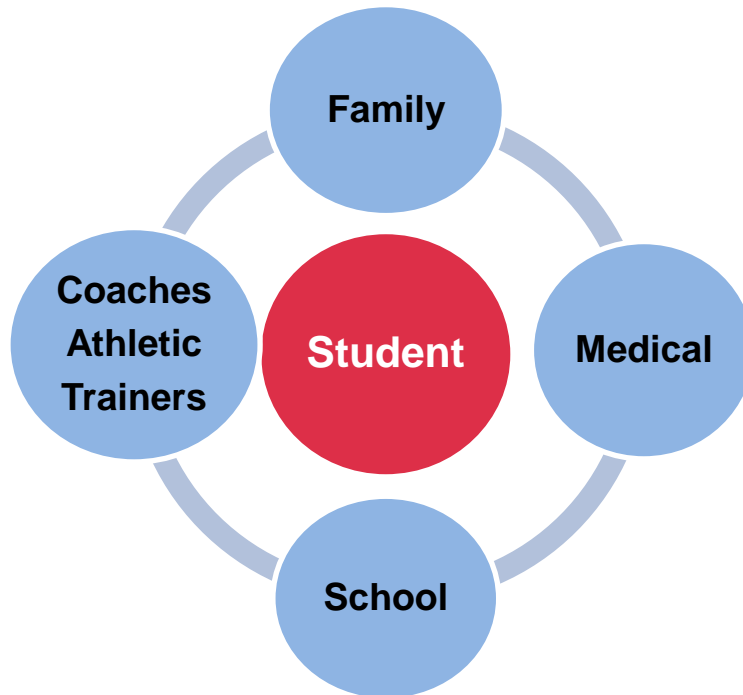 Family
Coaches
Athletic
Trainers
Student
Medical
School